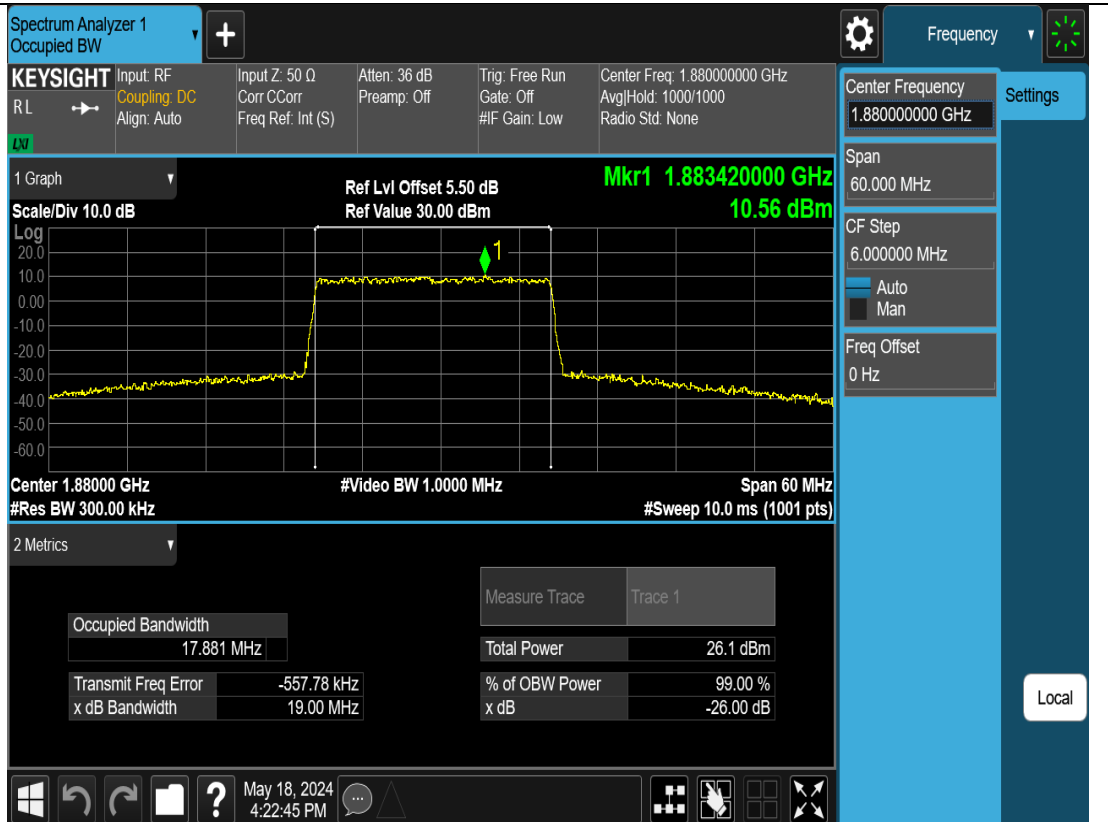 Spectrum Analyzer 1
Occupied BW
+
Frequency
KEYSIGHT
RL
LXI
Input: RF
Coupling: DC
Align: Auto
Input Z: 50 Ω
Corr CCorr
Freq Ref: Int (S)
Atten: 36 dB
Preamp: Off
Trig: Free Run
Gate: Off
#IF Gain: Low
Center Freq: 1.880000000 GHz
Avg|Hold: 1000/1000
Radio Std: None
Center Frequency
1.880000000 GHz
Settings
Span
60.000 MHz
CF Step
6.000000 MHz
Auto
Man
Freq Offset
0 Hz
Local
1 Graph
Scale/Div 10.0 dB
Ref Lvl Offset 5.50 dB
Ref Value 30.00 dBm
Mkr1 1.883420000 GHz
10.56 dBm
Log
20.0
10.0
0.00
-10.0
-20.0
-30.0
-40.0
-50.0
-60.0
1
Center 1.88000 GHz
#Video BW 1.0000 MHz
Span 60 MHz
#Res BW 300.00 kHz
#Sweep 10.0 ms (1001 pts)
2 Metrics
Measure Trace Trace 1
Occupied Bandwidth
17.881 MHz
Total Power 26.1 dBm
Transmit Freq Error -557.78 kHz
% of OBW Power 99.00 %
x dB Bandwidth 19.00 MHz
x dB -26.00 dB
?
May 18, 2024
4:22:45 PM